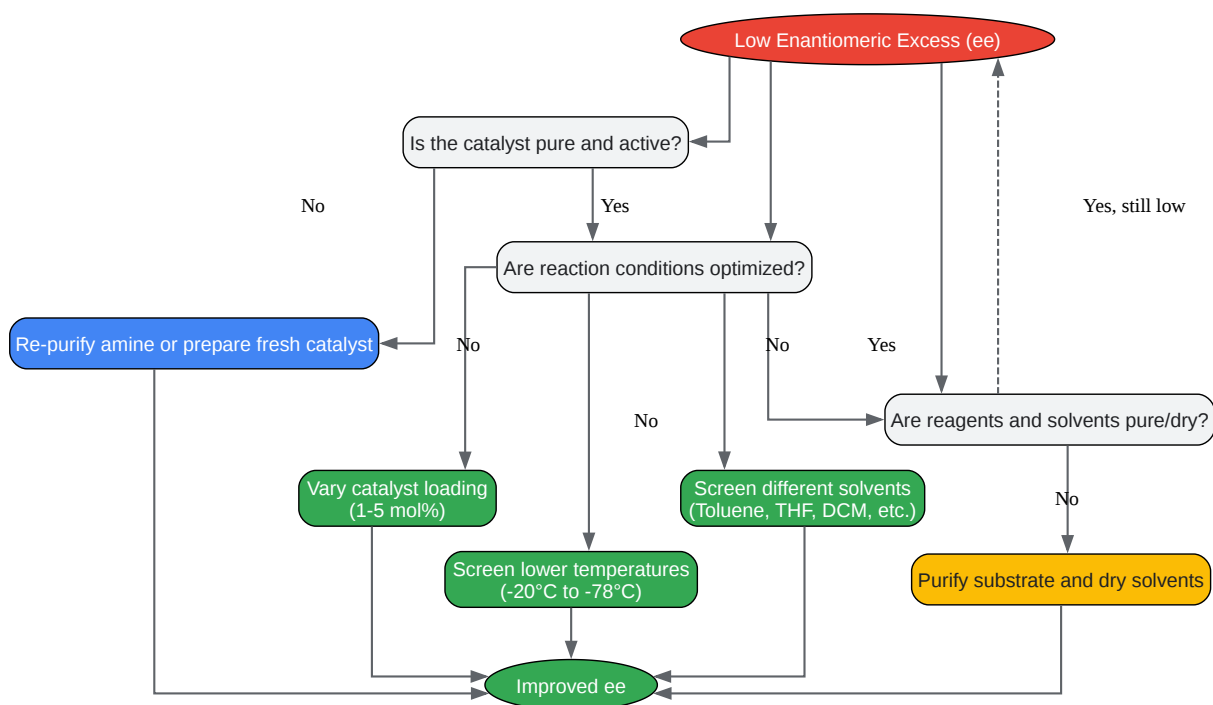 Low Enantiomeric Excess (ee)
Is the catalyst pure and active?
No
Yes
Yes, still low
Are reaction conditions optimized?
Re-purify amine or prepare fresh catalyst
No
No
Yes
Are reagents and solvents pure/dry?
No
Vary catalyst loading
(1-5 mol%)
Screen different solvents
(Toluene, THF, DCM, etc.)
No
Screen lower temperatures
(-20°C to -78°C)
Purify substrate and dry solvents
Improved ee